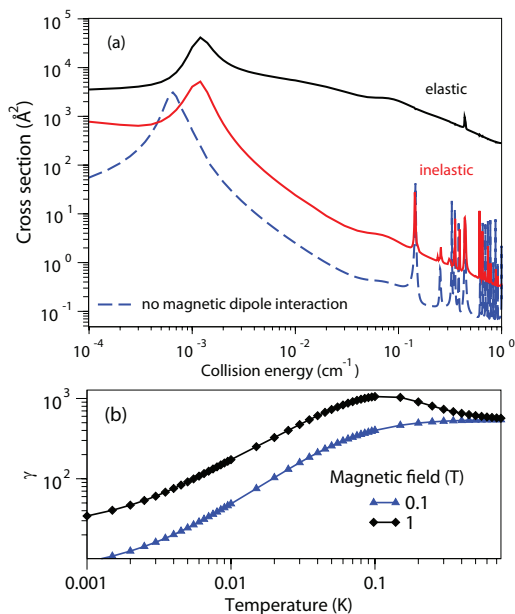 (a)
10^5
10^4
10^3
10^2
10^1
10^0
10^-1
Cross section (Å²)
elastic
inelastic
no magnetic dipole interaction
10^-4 10^-3 10^-2 10^-1 10^0
Collision energy (cm^-1)
(b)
10^3
10^2
γ
Magnetic field (T)
0.1
1
0.001 0.01 0.1
Temperature (K)